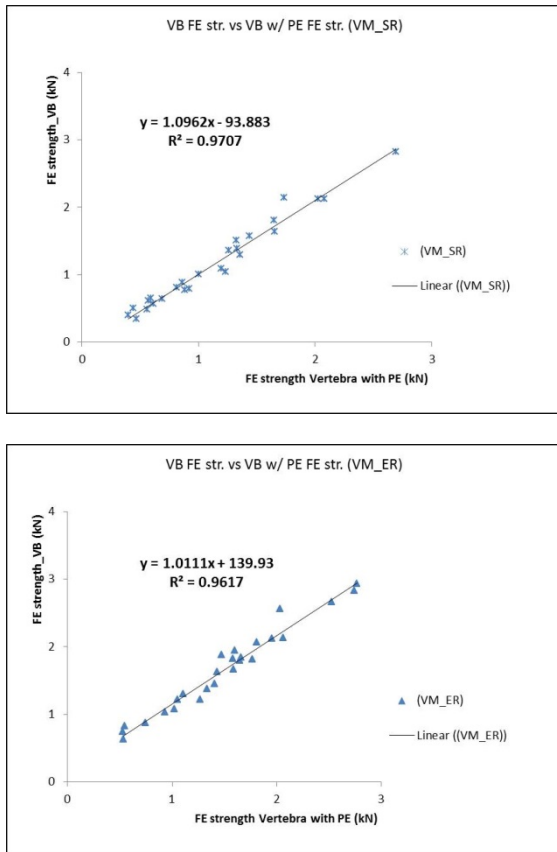 VB FE str. vs VB w/ PE FE str. (VM_SR)
4
y = 1.0962x - 93.883
R² = 0.9707
3
FE strength_VB (kN)
2
(VM_SR)
1
Linear ((VM_SR))
0
0 1 2 3
FE strength Vertebra with PE (kN)
VB FE str. vs VB w/ PE FE str. (VM_ER)
4
y = 1.0111x + 139.93
R² = 0.9617
3
FE strength_VB (kN)
2
(VM_ER)
1
Linear ((VM_ER))
0
0 1 2 3
FE strength Vertebra with PE (kN)